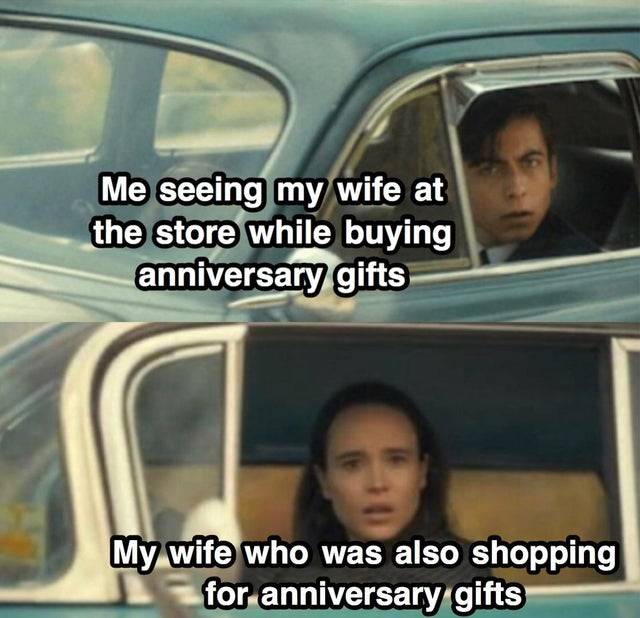 Me seeing my wife at
the store while buying
anniversary gifts
My wife who was also shopping
for anniversary gifts